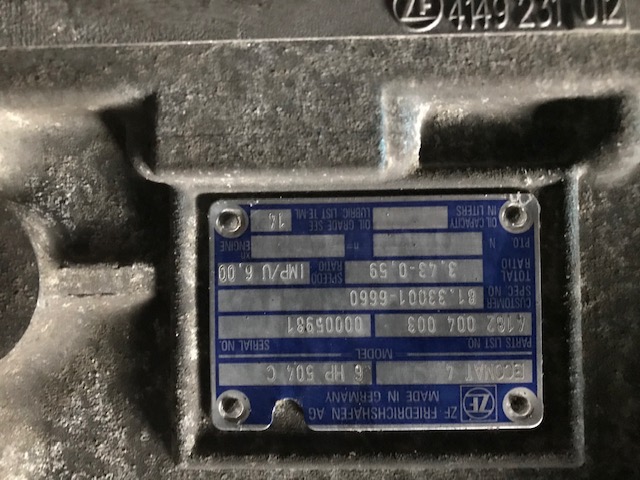 ZF 4149 231 012
ZF FRIEDRICHSHAFEN AG
MADE IN GERMANY
ZF
ECOMAT 4 6 HP 504 C
MODEL
PARTS LIST NO. SERIAL NO.
4182 004 003 00005981
CUSTOMER SPEC NO. 81.33001-6660
TOTAL RATIO 3,43-0,59 SPEEDO RATIO IMP/U 6,00
PTO. N ENGINE
OIL CAPACITY IN LITERS OIL GRADE SEE LUBRIC. LIST TE-ML 14